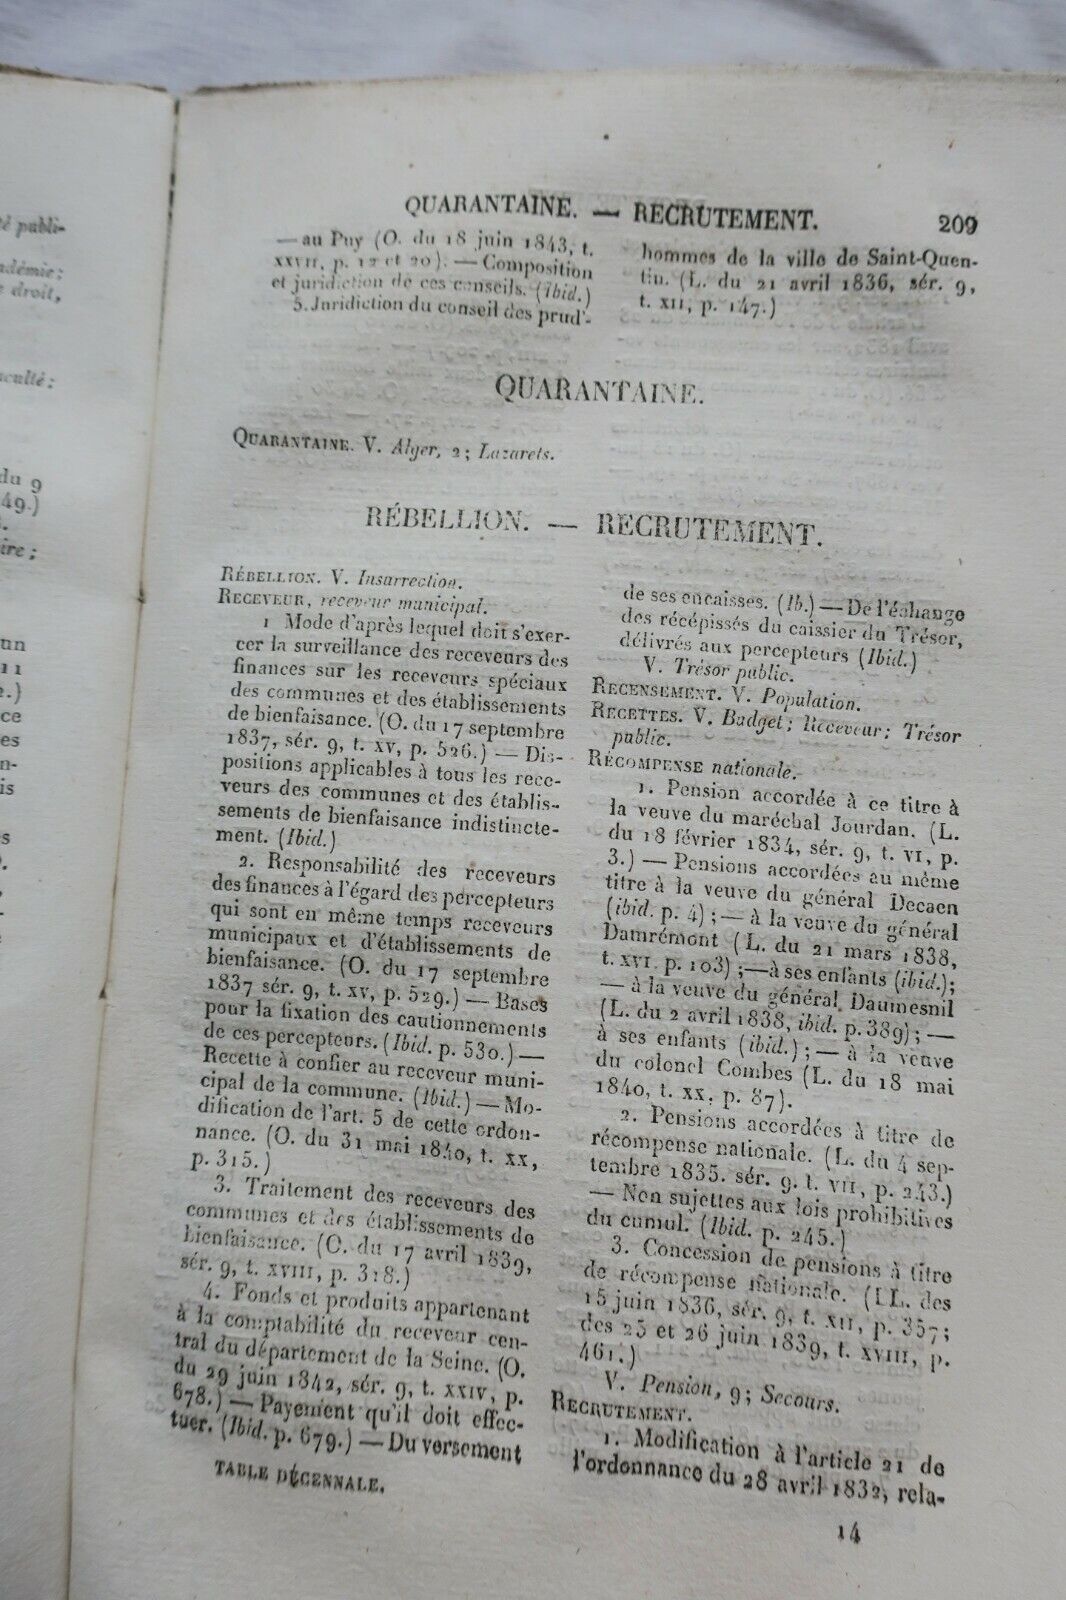 QUARANTAINE. — RECRUTEMENT. 209
— au Puy (O. du 18 juin 1843, t.
XXVII, p. 12 et 20). — Composition
et juridiction de ces conseils. (Ibid.)
5. Juridiction du conseil des prud'-
hommes de la ville de Saint-Quen-
tin. (L. du 21 avril 1836, sér. 9,
t. XII, p. 147.)
QUARANTAINE.
QUARANTAINE. V. Alger, 2; Lazarets.
RÉBELLION. — RECRUTEMENT.
RÉBELLION. V. Insurrection.
RECEVEUR, receveur municipal.
1 Mode d'après lequel doit s'exer-
cer la surveillance des receveurs des
finances sur les receveurs spéciaux
des communes et des établissements
de bienfaisance. (O. du 17 septembre
1837, sér. 9, t. XV, p. 526.) — Dis-
positions applicables à tous les rece-
veurs des communes et des établis-
sements de bienfaisance indistincte-
ment. (Ibid.)
2. Responsabilité des receveurs
des finances à l'égard des percepteurs
qui sont en même temps receveurs
municipaux et d'établissements de
bienfaisance. (O. du 17 septembre
1837 sér. 9, t. XV, p. 529.) — Bases
pour la fixation des cautionnements
de ces percepteurs. (Ibid. p. 530.) —
Recette à confier au receveur muni-
cipal de la commune. (Ibid.) — Mo-
dification de l'art. 5 de cette ordon-
nance. (O. du 31 mai 1840, t. XX,
p. 315.)
3. Traitement des receveurs des
communes et des établissements de
bienfaisance. (O. du 17 avril 1839,
sér. 9, t. XVIII, p. 318.)
4. Fonds et produits appartenant
à la comptabilité du receveur cen-
tral du département de la Seine. (O.
du 29 juin 1842, sér. 9, t. XXIV, p.
678.) — Payement qu'il doit effec-
tuer. (Ibid. p. 679.) — Du versement
de ses encaisses. (Ib.) — De l'échange
des récépissés du caissier du Trésor,
délivrés aux percepteurs (Ibid.)
V. Trésor public.
RECENSEMENT. V. Population.
RECETTES. V. Budget; Receveur; Trésor
public.
RÉCOMPENSE nationale.
1. Pension accordée à ce titre à
la veuve du maréchal Jourdan. (L.
du 18 février 1834, sér. 9, t. VI, p.
3.) — Pensions accordées au même
titre à la veuve du général Decaen
(ibid. p. 4); — à la veuve du général
Damrémont (L. du 21 mars 1838,
t. XVI, p. 103); — à ses enfants (ibid.);
— à la veuve du général Daumesnil
(L. du 2 avril 1838, ibid. p. 389); —
à ses enfants (ibid.); — à la veuve
du colonel Combes (L. du 18 mai
1840, t. XX, p. 87).
2. Pensions accordées à titre de
récompense nationale. (L. du 4 sep-
tembre 1835. sér. 9. t. VII, p. 243.)
— Non sujettes aux lois prohibitives
du cumul. (Ibid. p. 245.)
3. Concession de pensions à titre
de récompense nationale. (LL. des
15 juin 1836, sér. 9, t. XII, p. 357;
des 25 et 26 juin 1839, t. XVIII, p.
461.)
V. Pension, 9; Secours.
RECRUTEMENT.
1. Modification à l'article 21 de
l'ordonnance du 28 avril 1832, rela-
TABLE DÉCENNALE.
14